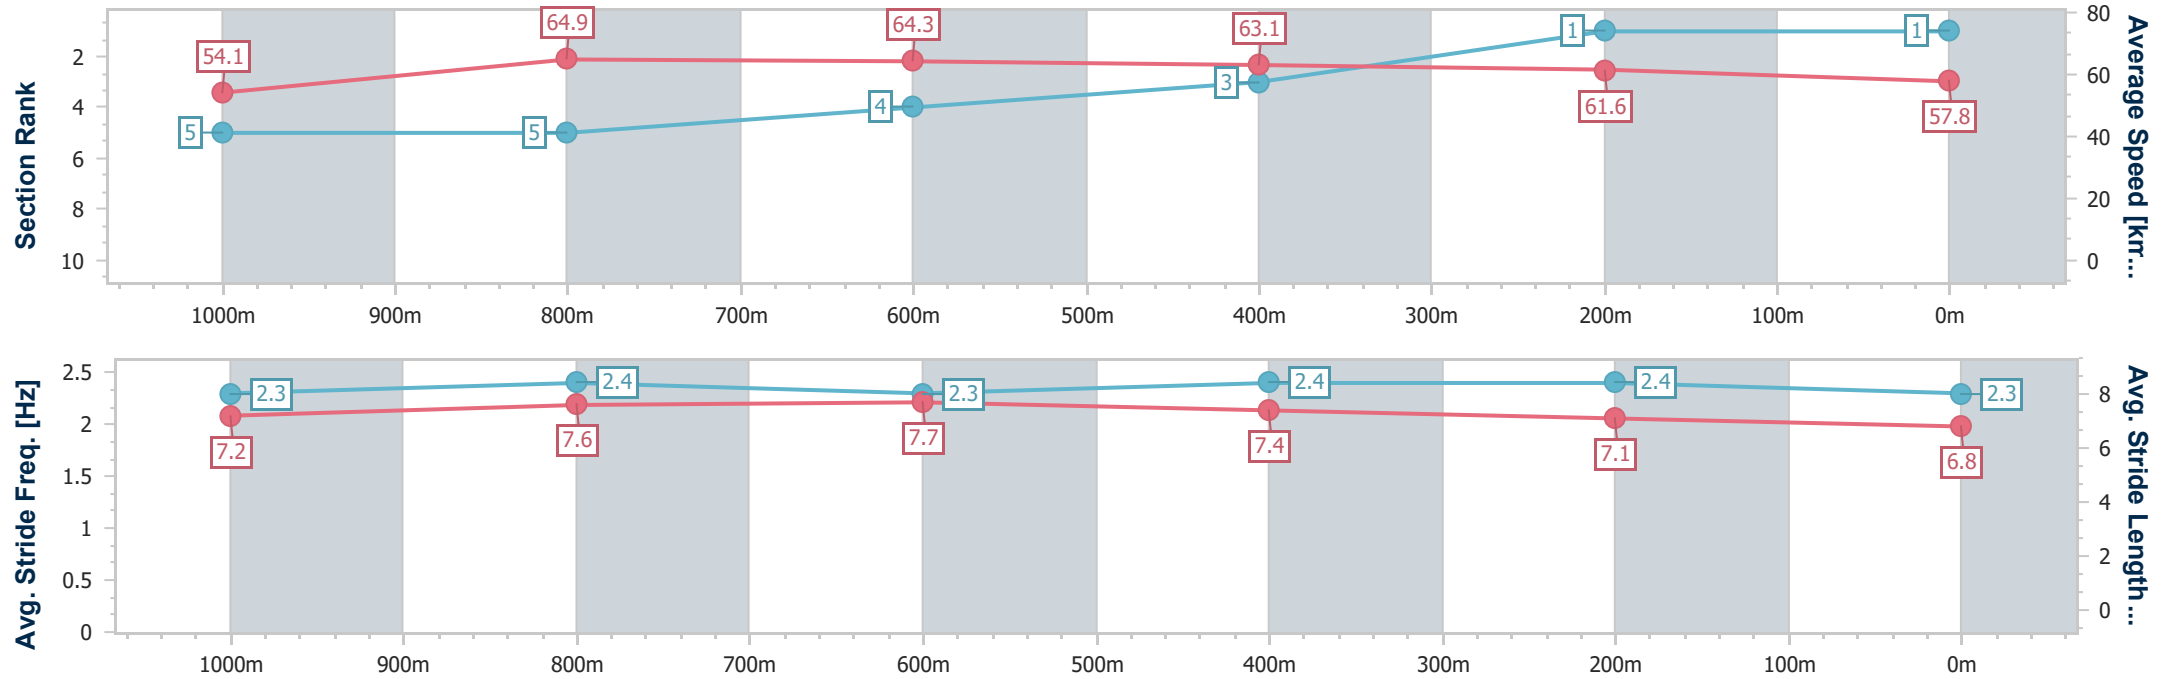 Section Rank
2
4
6
8
10
54.1
64.9
64.3
63.1
61.6
57.8
5
5
4
3
1
1
80
60
40
20
0
Average Speed [km...
1000m
900m
800m
700m
600m
500m
400m
300m
200m
100m
0m
Avg. Stride Freq. [Hz]
2.5
2
1.5
1
0.5
0
2.3
2.4
2.3
2.4
2.4
2.3
7.2
7.6
7.7
7.4
7.1
6.8
8
6
4
2
0
Avg. Stride Length...
1000m
900m
800m
700m
600m
500m
400m
300m
200m
100m
0m